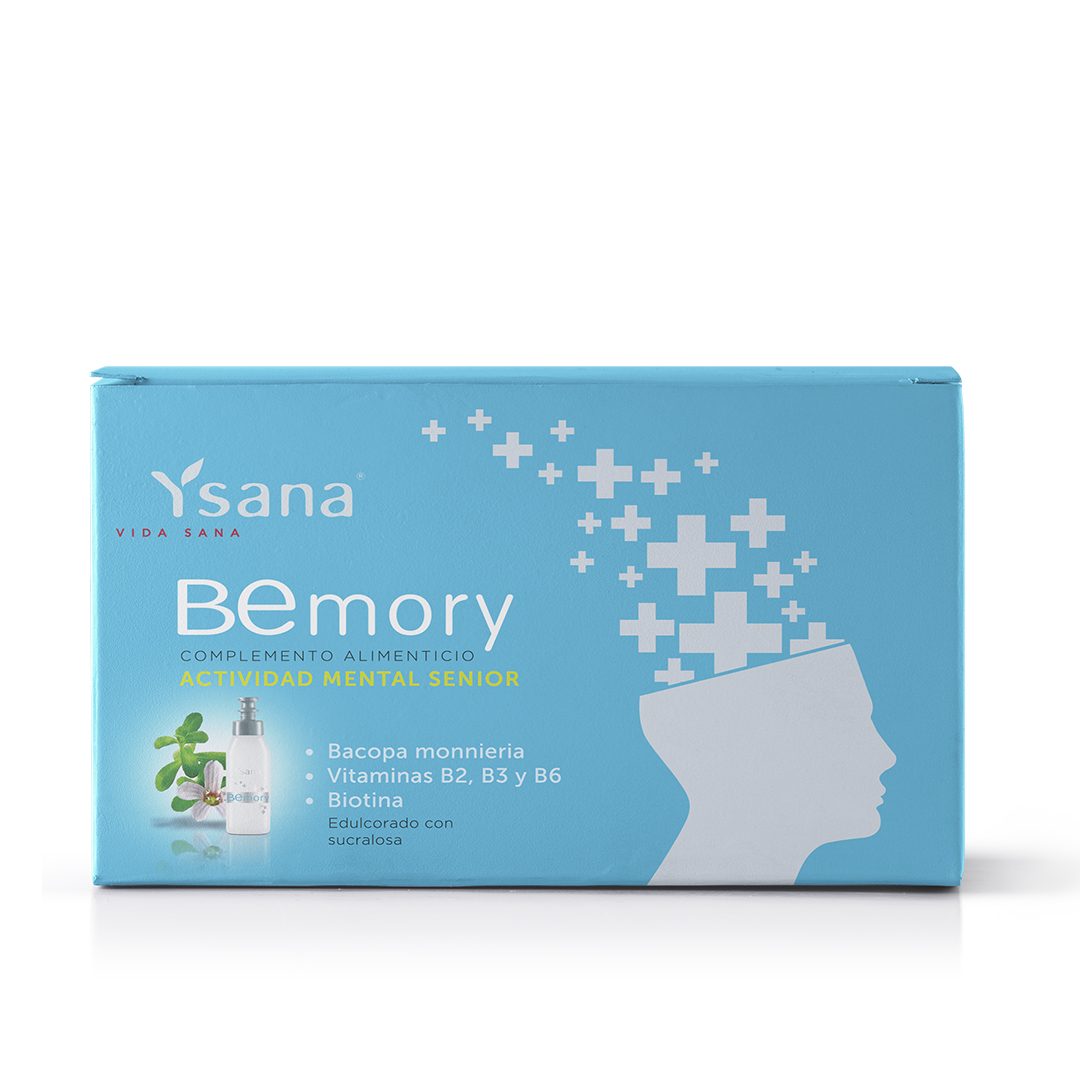 Ysana®
VIDA SANA
Bemory
COMPLEMENTO ALIMENTICIO
ACTIVIDAD MENTAL SENIOR
• Bacopa monnieria
• Vitaminas B2, B3 y B6
• Biotina
Edulcorado con
sucralosa
Bemory